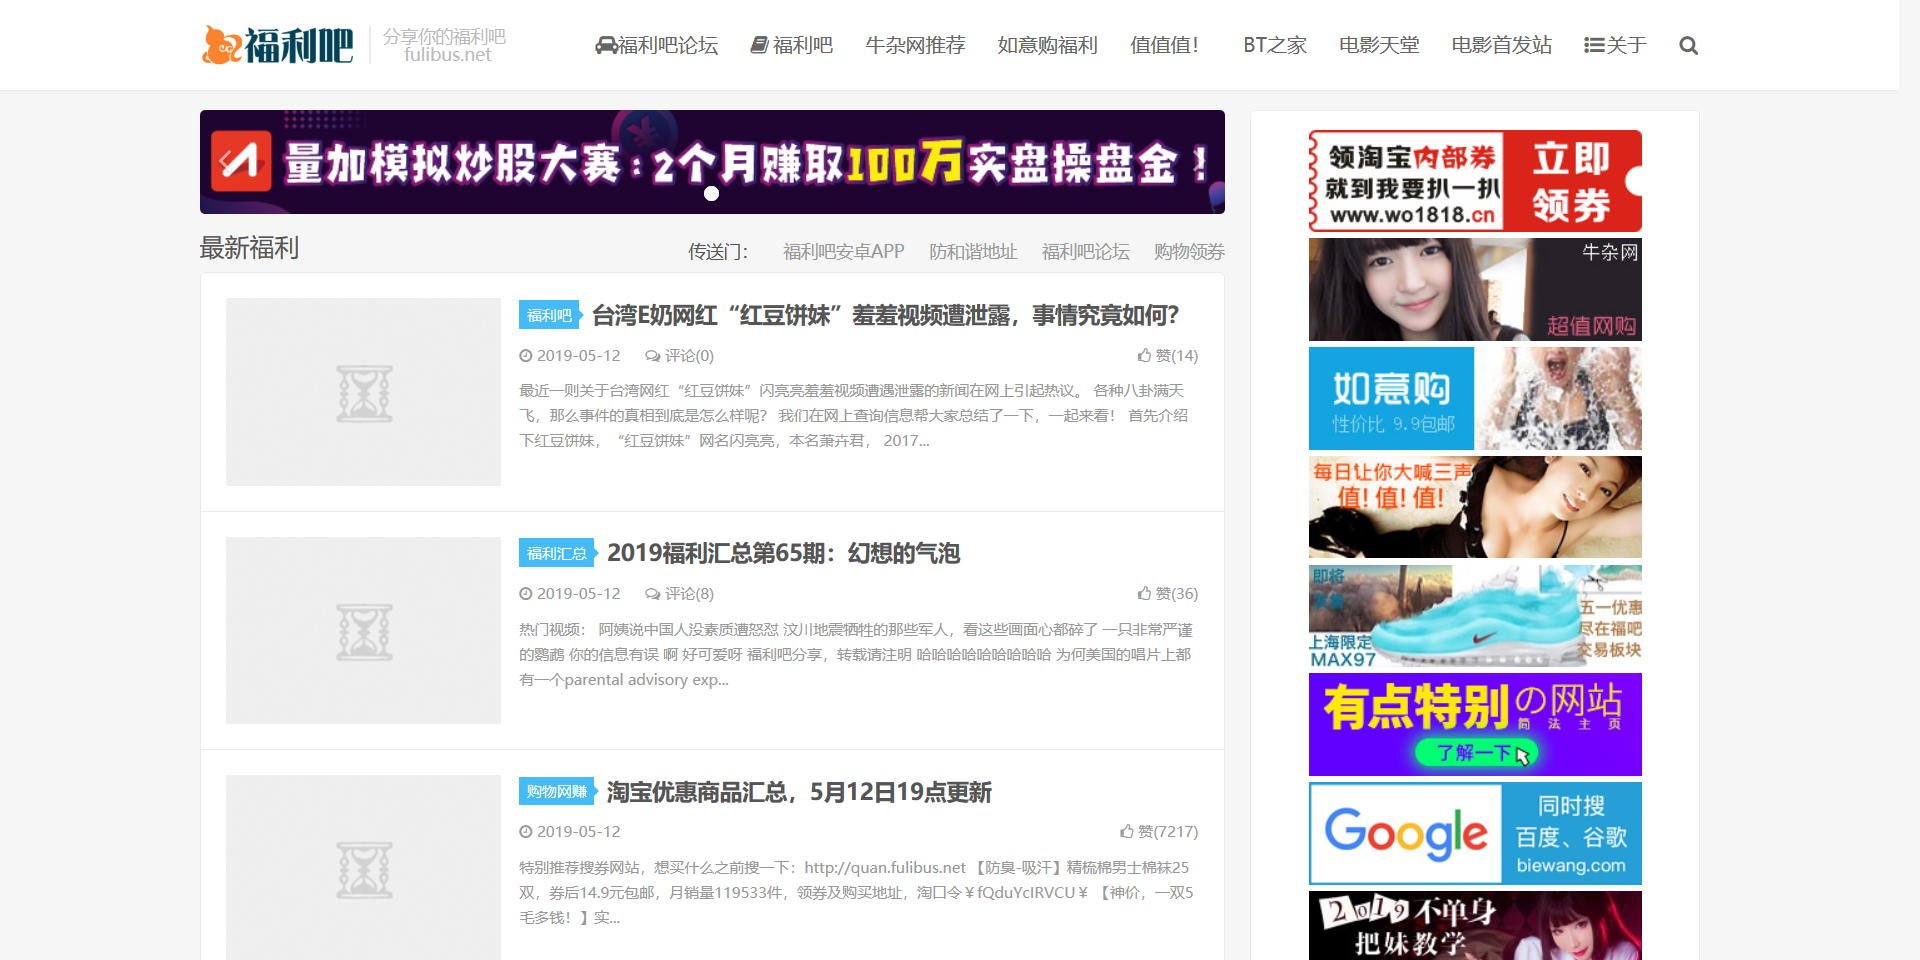 福利吧
分享你的福利吧
fulibus.net
福利吧论坛
福利吧
牛杂网推荐
如意购福利
值值值！
BT之家
电影天堂
电影首发站
关于
量加模拟炒股大赛：2个月赚取100万实盘操盘金！
最新福利
传送门：
福利吧安卓APP
防和谐地址
福利吧论坛
购物领券
福利吧
台湾E奶网红“红豆饼妹”羞羞视频遭泄露，事情究竟如何？
2019-05-12
评论(0)
赞(14)
最近一则关于台湾网红“红豆饼妹”闪亮亮羞羞视频遭遇泄露的新闻在网上引起热议。 各种八卦满天
飞，那么事件的真相到底是怎么样呢？ 我们在网上查询信息帮大家总结了一下，一起来看！ 首先介绍
下红豆饼妹，“红豆饼妹”网名闪亮亮，本名萧卉君， 2017...
福利汇总
2019福利汇总第65期：幻想的气泡
2019-05-12
评论(8)
赞(36)
热门视频： 阿姨说中国人没素质遭怒怼 汶川地震牺牲的那些军人，看这些画面心都碎了 一只非常严谨
的鹦鹉 你的信息有误 啊 好可爱呀 福利吧分享，转载请注明 哈哈哈哈哈哈哈哈哈 为何美国的唱片上都
有一个parental advisory exp...
购物网赚
淘宝优惠商品汇总，5月12日19点更新
2019-05-12
赞(7217)
特别推荐搜券网站，想买什么之前搜一下：http://quan.fulibus.net 【防臭-吸汗】精梳棉男士棉袜25
双，券后14.9元包邮，月销量119533件，领券及购买地址，淘口令￥fQduYcIRVCU￥ 【神价，一双5
毛多钱！】实...
领淘宝内部券
就到我要扒一扒
www.wo1818.cn
立即
领券
牛杂网
超值网购
如意购
性价比 9.9包邮
每日让你大喊三声
值！值！值！
即将
上海限定
MAX97
五一优惠
尽在福吧
交易板块
有点特别の网站
简法主页
了解一下
Google
同时搜
百度、谷歌
biewang.com
2019不单身
把妹教学